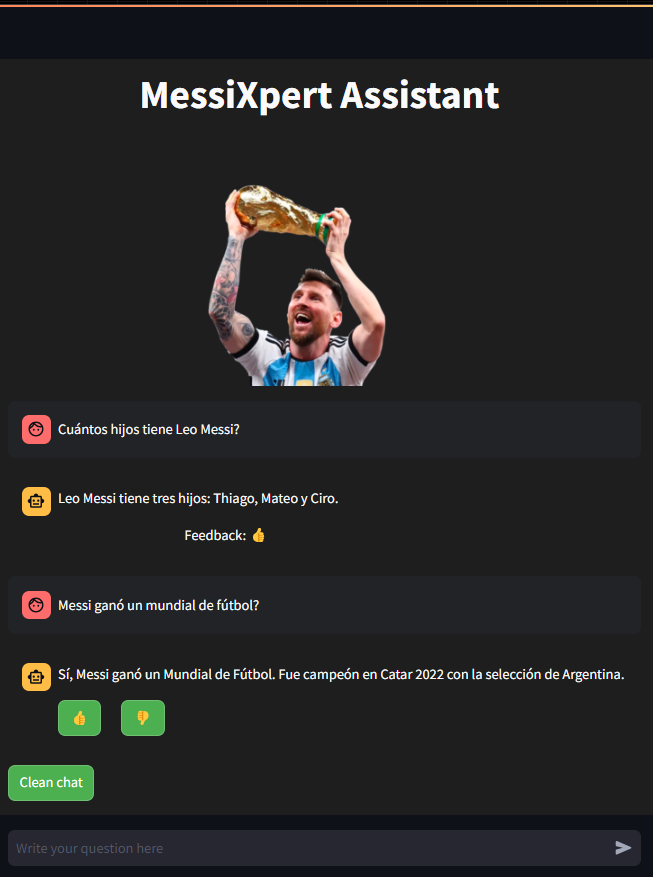 MessiXpert Assistant
Cuántos hijos tiene Leo Messi?
Leo Messi tiene tres hijos: Thiago, Mateo y Ciro.
Feedback: 👍
Messi ganó un mundial de fútbol?
Sí, Messi ganó un Mundial de Fútbol. Fue campeón en Catar 2022 con la selección de Argentina.
Clean chat
Write your question here